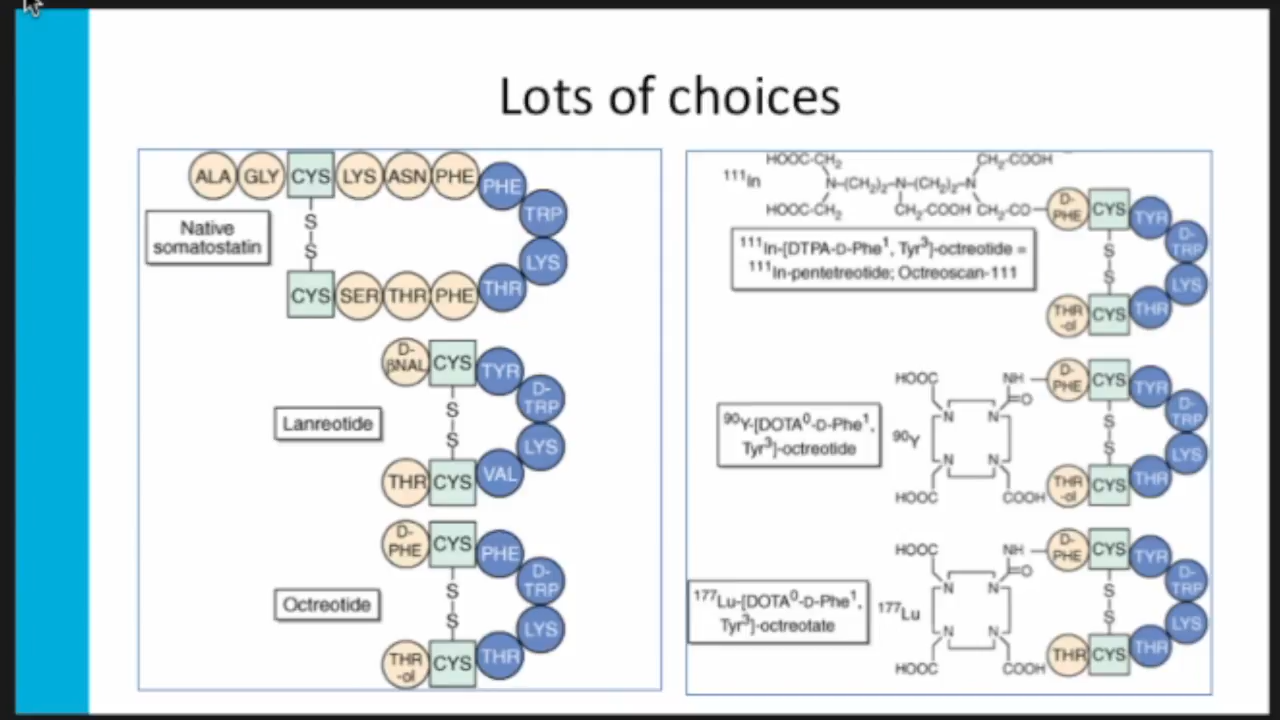 Lots of choices
ALA GLY CYS LYS ASN PHE PHE TRP LYS THR PHE THR SER CYS
S
S
Native
somatostatin
D-
βNAL CYS TYR D-
TRP LYS VAL CYS THR
S
S
Lanreotide
D-
PHE CYS PHE D-
TRP LYS THR CYS THR
-ol
S
S
Octreotide
HOOC-CH2 CH2-COOH
111In N-(CH2)2-N-(CH2)2-N
HOOC-CH2 CH2-COOH CH2-CO D-
PHE CYS TYR D-
TRP LYS THR CYS THR
-ol
S
S
111In-[DTPA-D-Phe1, Tyr3]-octreotide =
111In-pentetreotide; Octreoscan-111
HOOC NH D-
PHE CYS TYR D-
TRP LYS THR CYS THR
-ol
O
N N
S
S
90Y-[DOTA0-D-Phe1,
Tyr3]-octreotide
90Y
N N
HOOC COOH
HOOC NH D-
PHE CYS TYR D-
TRP LYS THR CYS THR
O
N N
S
S
177Lu-[DOTA0-D-Phe1,
Tyr3]-octreotate
177Lu
N N
HOOC COOH